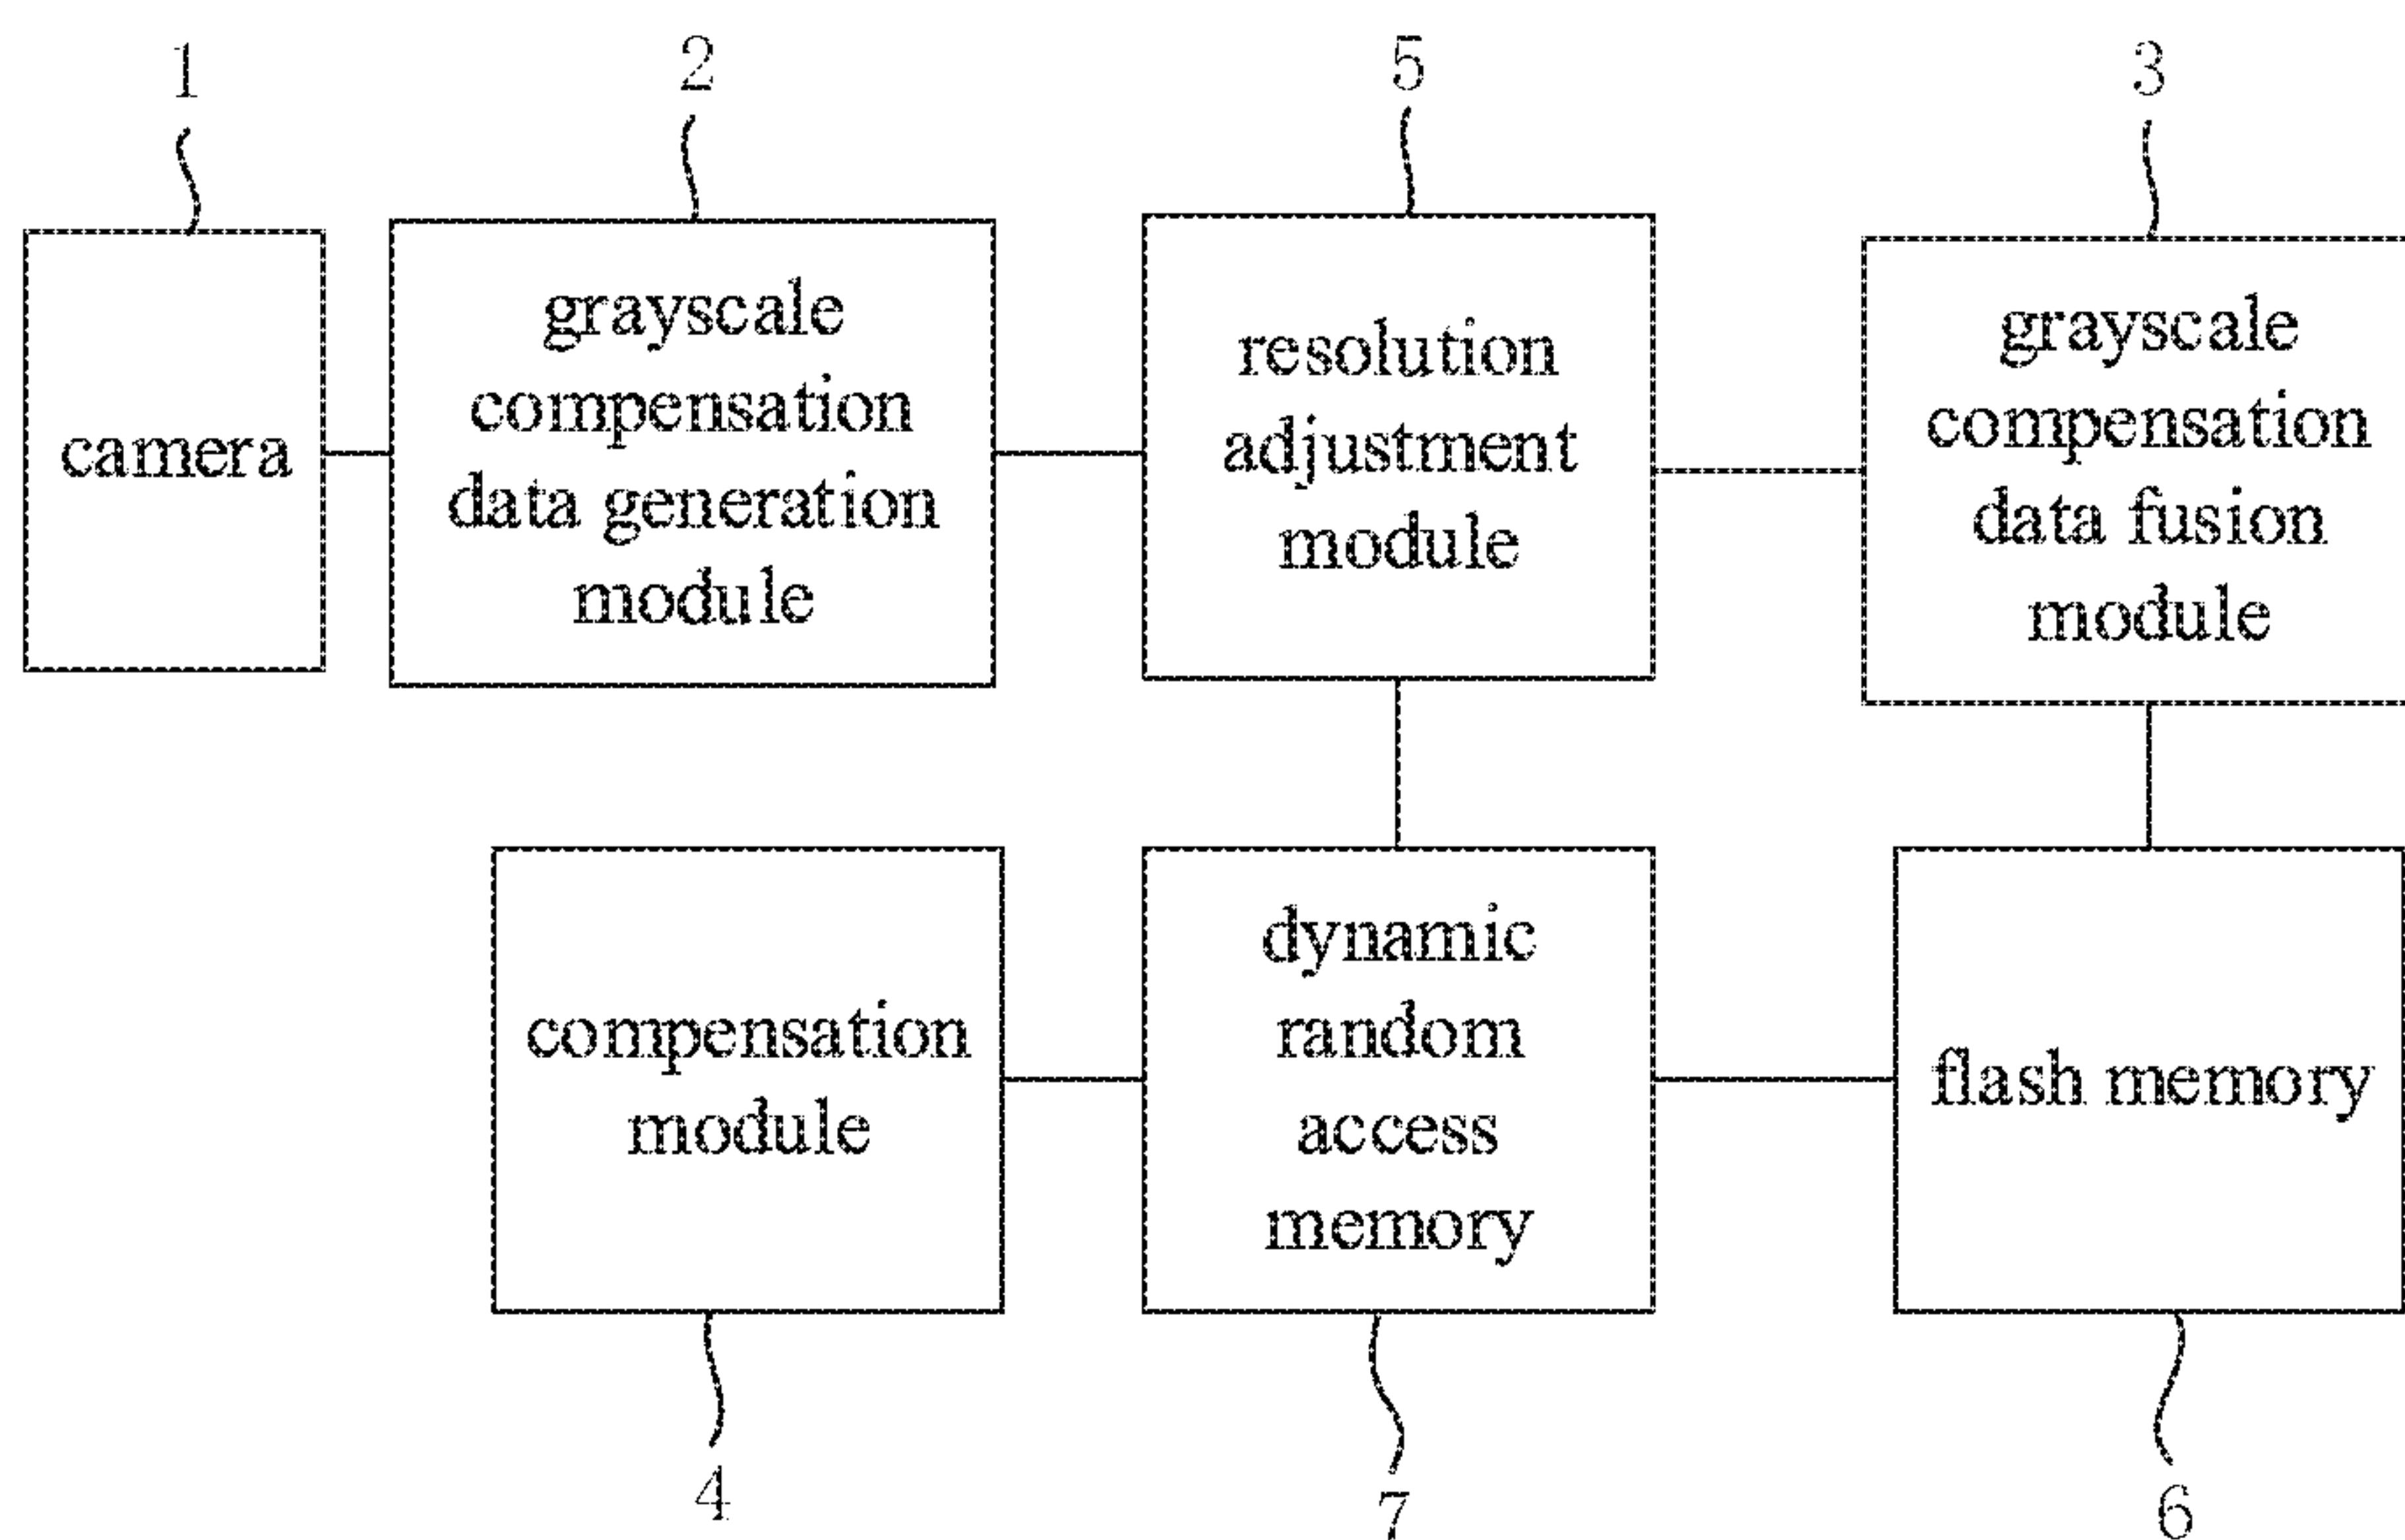 1
2
5
3
camera
grayscale
compensation
data generation
module
resolution
adjustment
module
grayscale
compensation
data fusion
module
compensation
module
dynamic
random
access
memory
flash memory
4
7
6